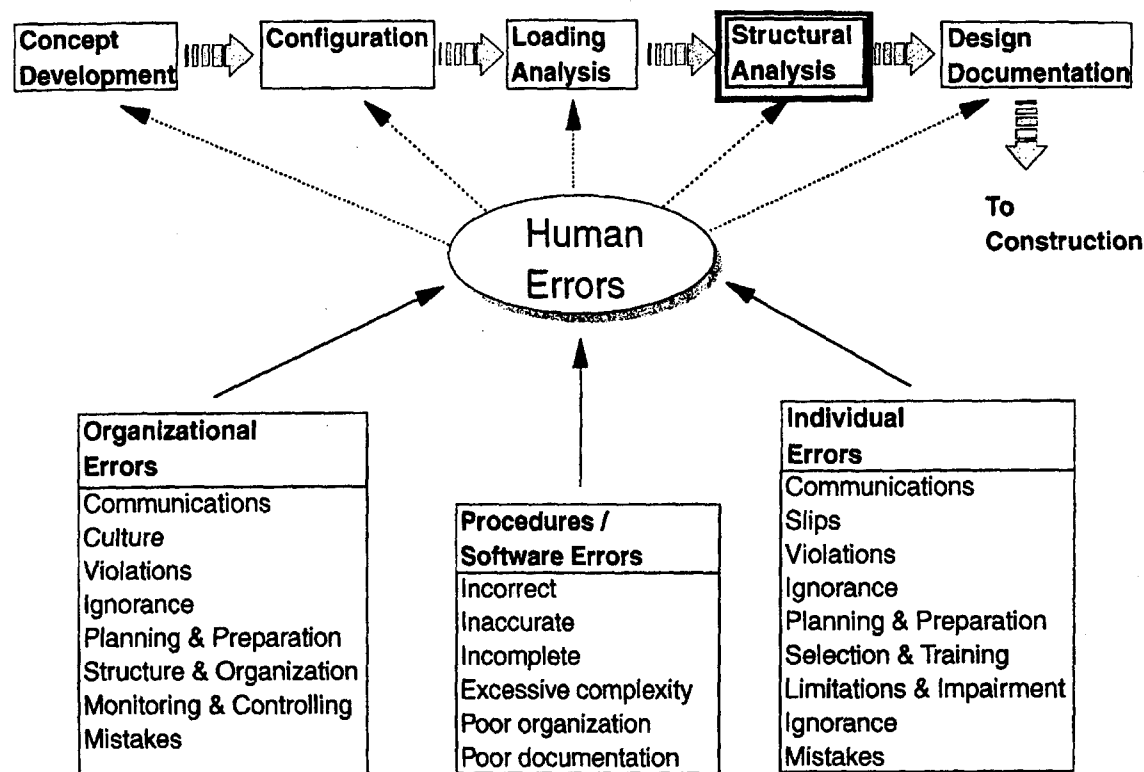 Concept
Development
Configuration
Loading
Analysis
Structural
Analysis
Design
Documentation
To
Construction
Human
Errors
Organizational
Errors
Communications
Culture
Violations
Ignorance
Planning & Preparation
Structure & Organization
Monitoring & Controlling
Mistakes
Procedures /
Software Errors
Incorrect
Inaccurate
Incomplete
Excessive complexity
Poor organization
Poor documentation
Individual
Errors
Communications
Slips
Violations
Ignorance
Planning & Preparation
Selection & Training
Limitations & Impairment
Ignorance
Mistakes